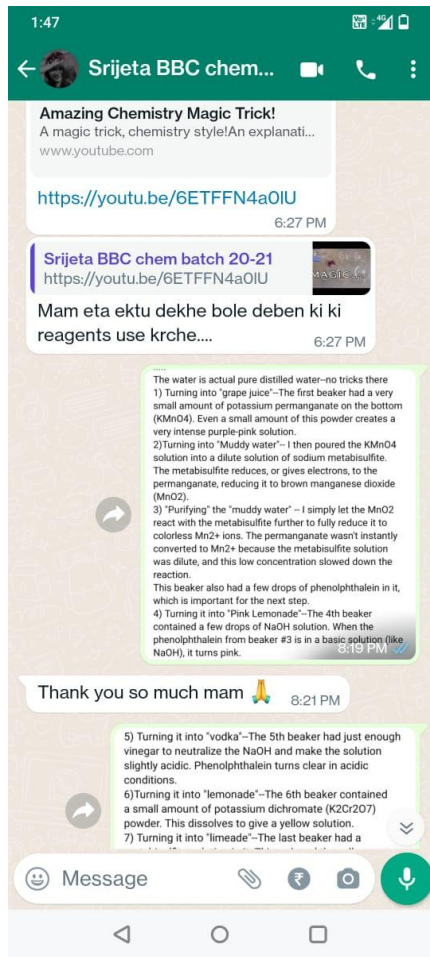 1:47
VoI LTE 4G
Srijeta BBC chem...
Amazing Chemistry Magic Trick!
A magic trick, chemistry style!An explanati...
www.youtube.com
https://youtu.be/6ETFFN4a0lU
6:27 PM
Srijeta BBC chem batch 20-21
https://youtu.be/6ETFFN4a0lU
MAGIC
Mam eta ektu dekhe bole deben ki ki
reagents use krche....
6:27 PM
.....
The water is actual pure distilled water--no tricks there
1) Turning into "grape juice"--The first beaker had a very
small amount of potassium permanganate on the bottom
(KMnO4). Even a small amount of this powder creates a
very intense purple-pink solution.
2)Turning into "Muddy water"-- I then poured the KMnO4
solution into a dilute solution of sodium metabisulfite.
The metabisulfite reduces, or gives electrons, to the
permanganate, reducing it to brown manganese dioxide
(MnO2).
3) "Purifying" the "muddy water" -- I simply let the MnO2
react with the metabisulfite further to fully reduce it to
colorless Mn2+ ions. The permanganate wasn't instantly
converted to Mn2+ because the metabisulfite solution
was dilute, and this low concentration slowed down the
reaction.
This beaker also had a few drops of phenolphthalein in it,
which is important for the next step.
4) Turning it into "Pink Lemonade"--The 4th beaker
contained a few drops of NaOH solution. When the
phenolphthalein from beaker #3 is in a basic solution (like
NaOH), it turns pink.
8:19 PM
Thank you so much mam 🙏
8:21 PM
5) Turning it into "vodka"--The 5th beaker had just enough
vinegar to neutralize the NaOH and make the solution
slightly acidic. Phenolphthalein turns clear in acidic
conditions.
6)Turning it into "lemonade"--The 6th beaker contained
a small amount of potassium dichromate (K2Cr2O7)
powder. This dissolves to give a yellow solution.
7) Turning it into "limeade"--The last beaker had a
Message